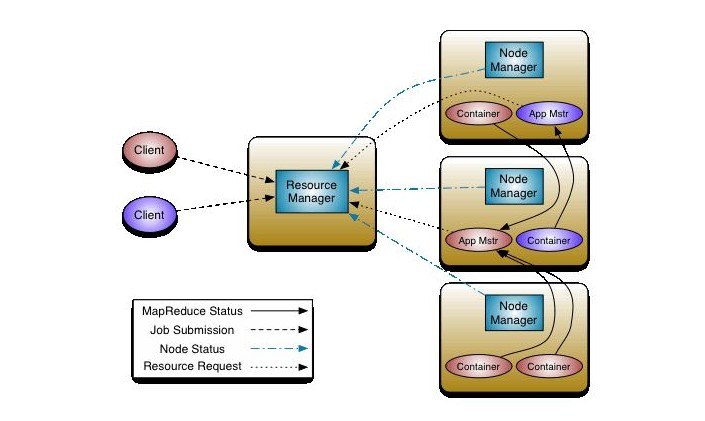 Node
Manager
Container
App Mstr
Client
Resource
Manager
Client
Node
Manager
App Mstr
Container
Node
Manager
Container
Container
MapReduce Status
Job Submission
Node Status
Resource Request